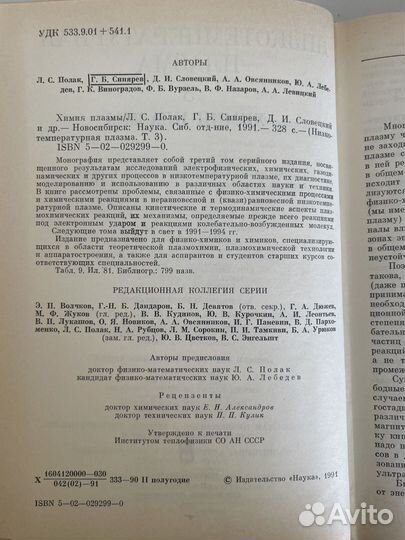 УДК 533.9.01 + 541.1
АВТОРЫ
Л. С. Полак, Г. Б. Синярев, Д. И. Словецкий, А. А. Овсянников, Ю. А. Лебе-
дев, Г. К. Виноградов, Ф. Б. Вурзель, В. Ф. Назаров, А. А. Левицкий
Химия плазмы/Л. С. Полак, Г. Б. Синярев, Д. И. Словецкий
и др.— Новосибирск: Наука. Сиб. отд-ние, 1991.— 328 с.— (Низко-
температурная плазма. Т. 3).
ISBN 5—02—029299—0.
Монография представляет собой третий том серийного издания, посвя-
щенного результатам исследований электрофизических, химических, газоди-
намических и других процессов в низкотемпературной плазме, их диагностике,
моделированию и использованию в различных областях науки и техники.
В книге рассмотрены проблемы, связанные с физико-химическими процессами
и химическими реакциями в неравновесной и (квази)равновесной низкотемпе-
ратурной плазме. Описаны кинетические и термодинамические аспекты плаз-
мохимических реакций, их механизмы, определяемые прежде всего реакциями
под электронным ударом и реакциями колебательно-возбужденных молекул.
Следующие тома выйдут в свет в 1991—1994 гг.
Издание предназначено для физико-химиков и химиков, специализирующих-
ся в области теоретической плазмохимии, плазмохимической технологии
и аппаратостроения, а также для аспирантов и студентов старших курсов со-
ответствующих специальностей.
Табл. 9. Ил. 81. Библиогр.: 799 назв.
РЕДАКЦИОННАЯ КОЛЛЕГИЯ СЕРИИ
Э. П. Волчков, Г.-Н. Б. Дандарон, Б. Н. Девятов (отв. секр.), Г. А. Дюжев,
М. Ф. Жуков (гл. ред.), В. В. Кудинов, Ю. В. Курочкин, А. И. Леонтьев,
В. П. Лукашов, О. Я. Новиков, А. А. Овсянников, И. Г. Паневин, В. Д. Пархо-
менко, Л. С. Полак, Н. А. Рубцов, Л. М. Сорокин, И. П. Тамкиви, Б. А. Урюков
(зам. гл. ред.), Ю. В. Цветков, В. С. Энгельшт
Авторы предисловия
доктор физико-математических наук Л. С. Полак
кандидат физико-математических наук Ю. А. Лебедев
Рецензенты
доктор химических наук Е. Н. Александров
доктор технических наук П. П. Кулик
Утверждено к печати
Институтом теплофизики СО АН СССР
Х 1604120000—030
042(02)—91 333—90 II полугодие
© Издательство «Наука», 1991
ISBN 5—02—029299—0
Avito